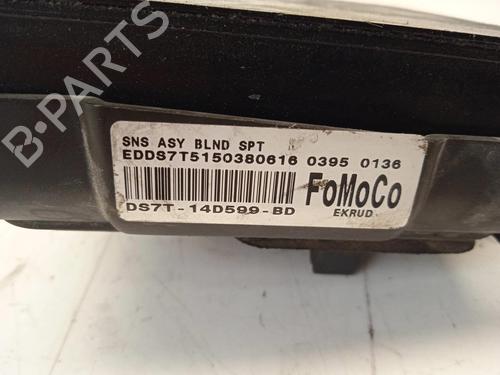 SNS ASY BLND SPT
EDDS7T5150380616 0395 0136
DS7T-14D599-BD
FoMoCo
EKRUD
B-PARTS